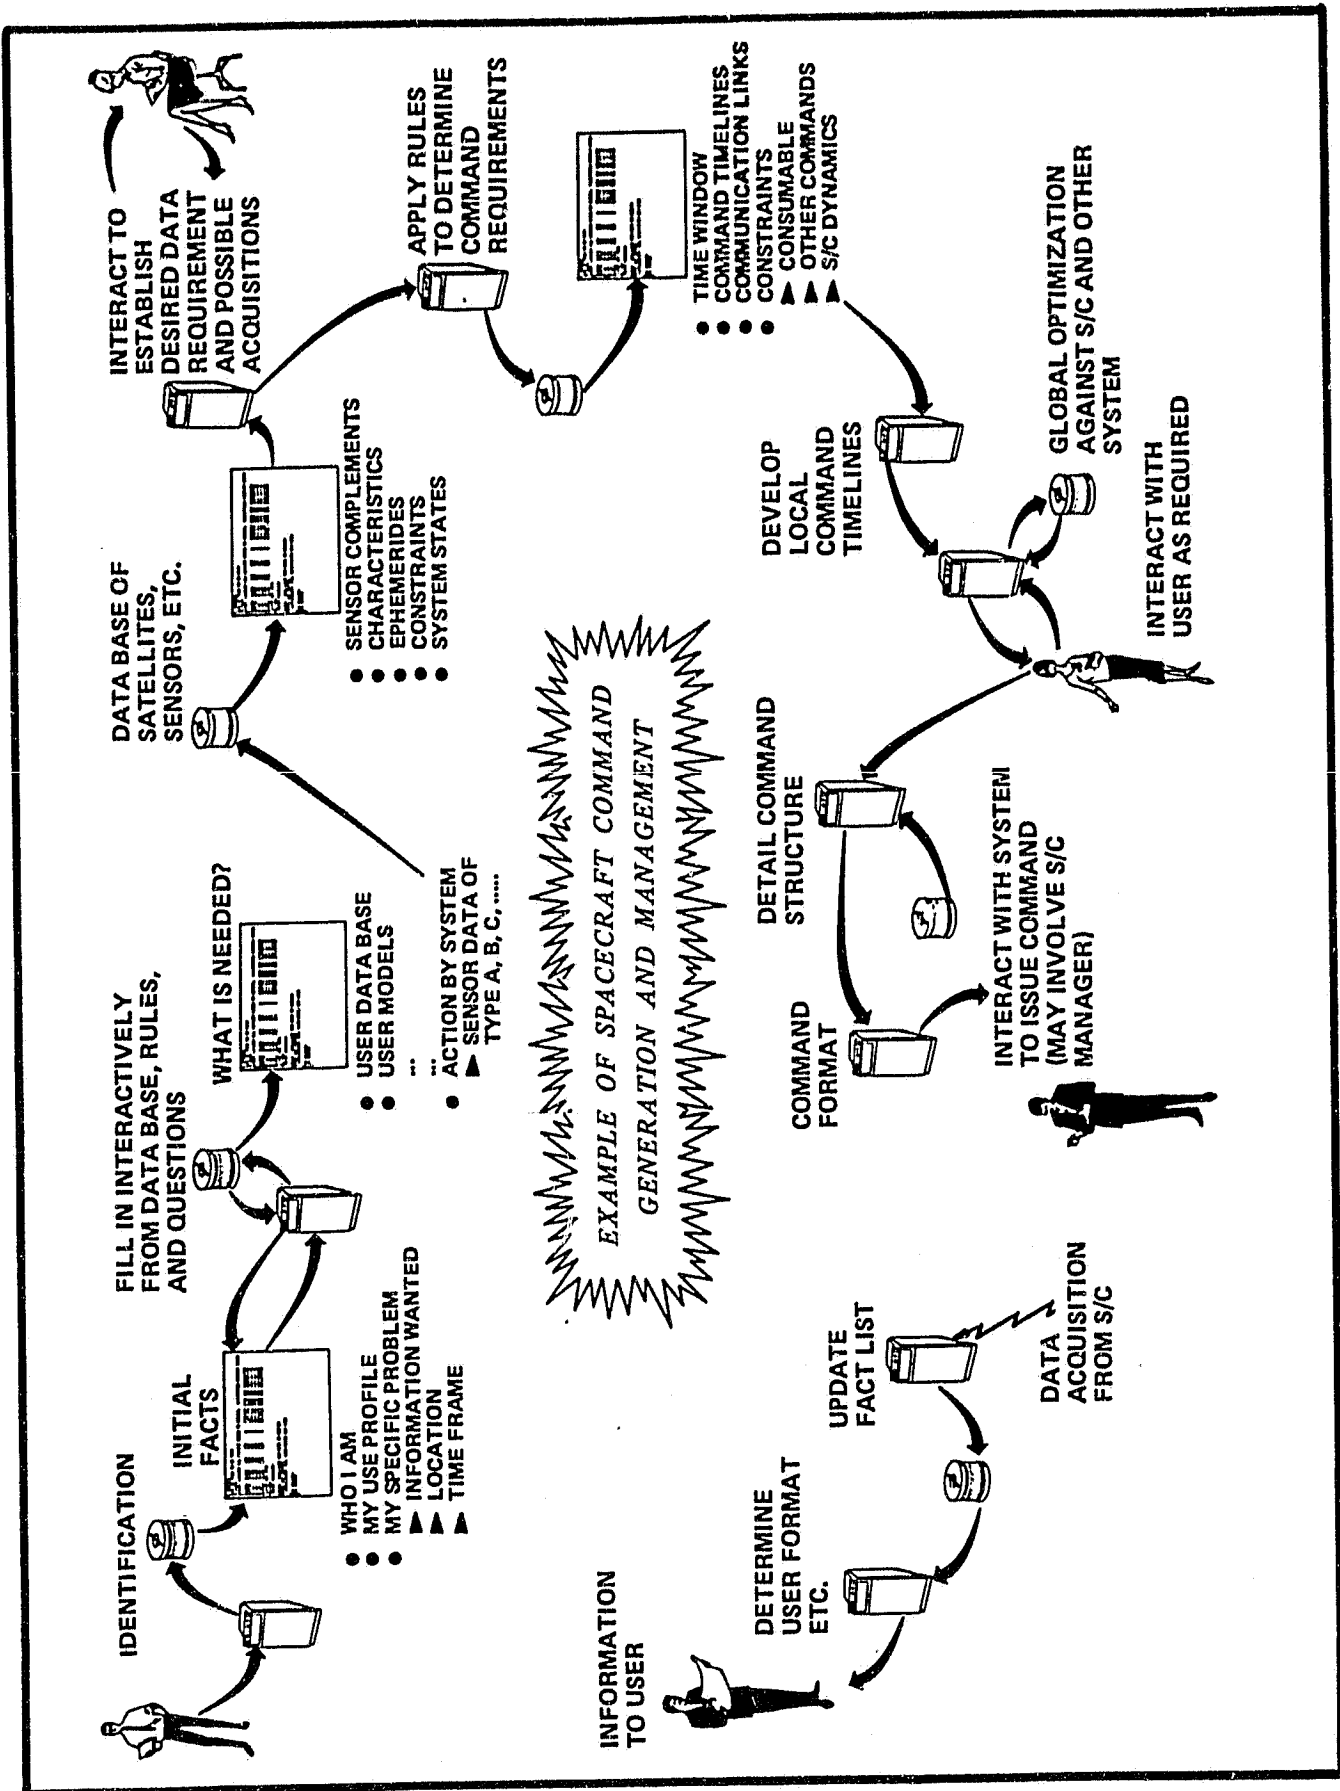 IDENTIFICATION
INITIAL
FACTS
● WHO I AM
● MY USE PROFILE
● MY SPECIFIC PROBLEM
► INFORMATION WANTED
► LOCATION
► TIME FRAME
FILL IN INTERACTIVELY
FROM DATA BASE, RULES,
AND QUESTIONS
WHAT IS NEEDED?
● USER DATA BASE
● USER MODELS
...
...
● ACTION BY SYSTEM
► SENSOR DATA OF
TYPE A, B, C, .....
DATA BASE OF
SATELLITES,
SENSORS, ETC.
● SENSOR COMPLEMENTS
● CHARACTERISTICS
● EPHEMERIDES
● CONSTRAINTS
● SYSTEM STATES
INTERACT TO
ESTABLISH
DESIRED DATA
REQUIREMENT
AND POSSIBLE
ACQUISITIONS
APPLY RULES
TO DETERMINE
COMMAND
REQUIREMENTS
● TIME WINDOW
● COMMAND TIMELINES
● COMMUNICATION LINKS
● CONSTRAINTS
► CONSUMABLE
► OTHER COMMANDS
► S/C DYNAMICS
EXAMPLE OF SPACECRAFT COMMAND
GENERATION AND MANAGEMENT
DEVELOP
LOCAL
COMMAND
TIMELINES
GLOBAL OPTIMIZATION
AGAINST S/C AND OTHER
SYSTEM
INTERACT WITH
USER AS REQUIRED
DETAIL COMMAND
STRUCTURE
COMMAND
FORMAT
INTERACT WITH SYSTEM
TO ISSUE COMMAND
(MAY INVOLVE S/C
MANAGER)
DATA
ACQUISITION
FROM S/C
UPDATE
FACT LIST
DETERMINE
USER FORMAT
ETC.
INFORMATION
TO USER